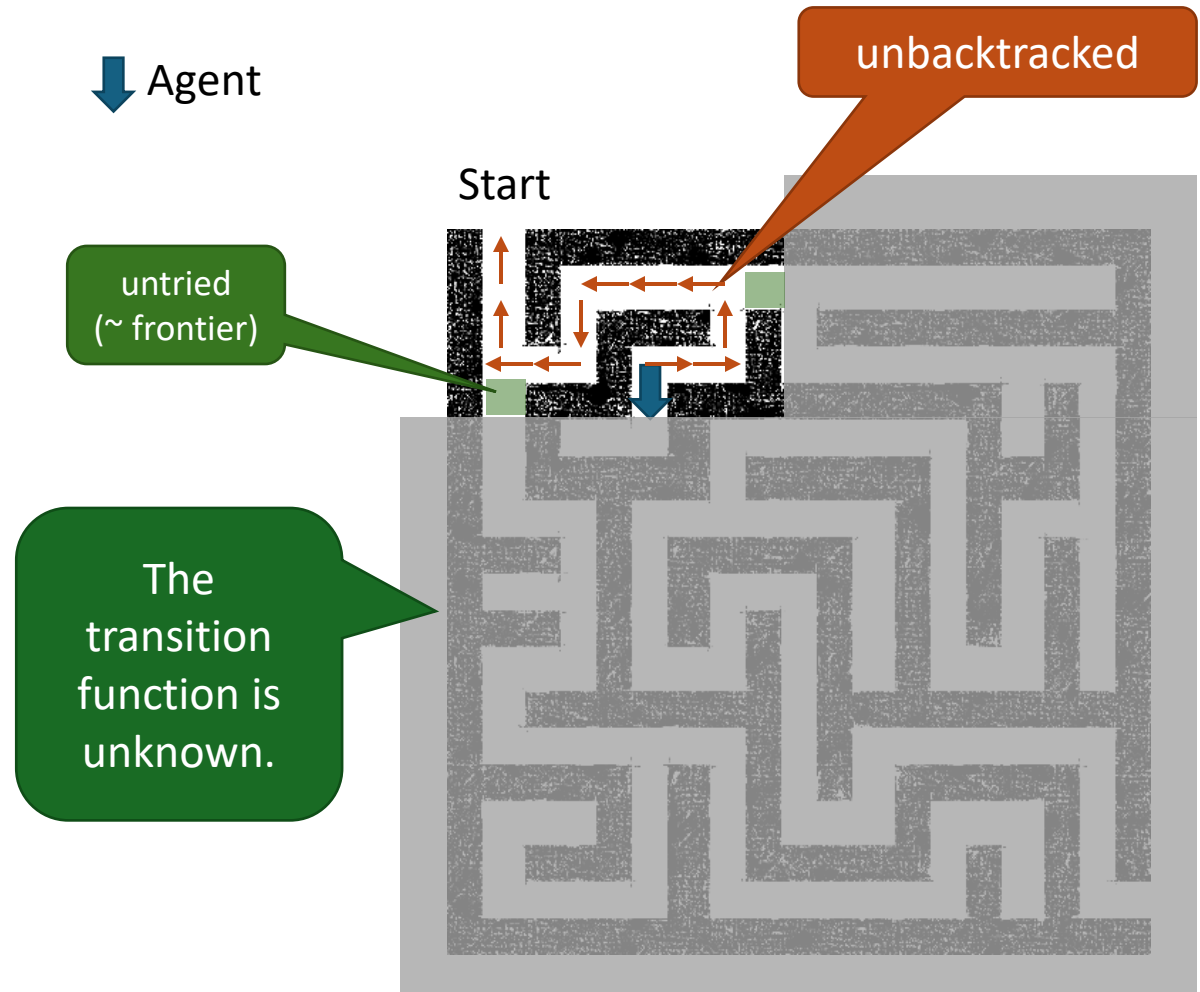 unbacktracked
Agent
Start
untried
(~ frontier)
The
transition
function is
unknown.